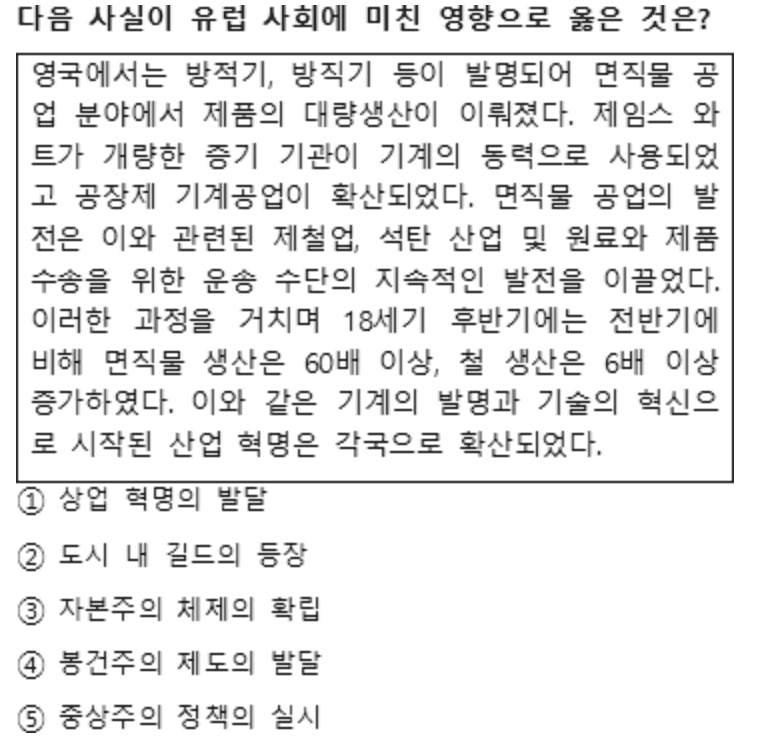 다음 사실이 유럽 사회에 미친 영향으로 옳은 것은?
영국에서는 방적기, 방직기 등이 발명되어 면직물 공
업 분야에서 제품의 대량생산이 이뤄졌다. 제임스 와
트가 개량한 증기 기관이 기계의 동력으로 사용되었
고 공장제 기계공업이 확산되었다. 면직물 공업의 발
전은 이와 관련된 제철업, 석탄 산업 및 원료와 제품
수송을 위한 운송 수단의 지속적인 발전을 이끌었다.
이러한 과정을 거치며 18세기 후반기에는 전반기에
비해 면직물 생산은 60배 이상, 철 생산은 6배 이상
증가하였다. 이와 같은 기계의 발명과 기술의 혁신으
로 시작된 산업 혁명은 각국으로 확산되었다.
① 상업 혁명의 발달
② 도시 내 길드의 등장
③ 자본주의 체제의 확립
④ 봉건주의 제도의 발달
⑤ 중상주의 정책의 실시